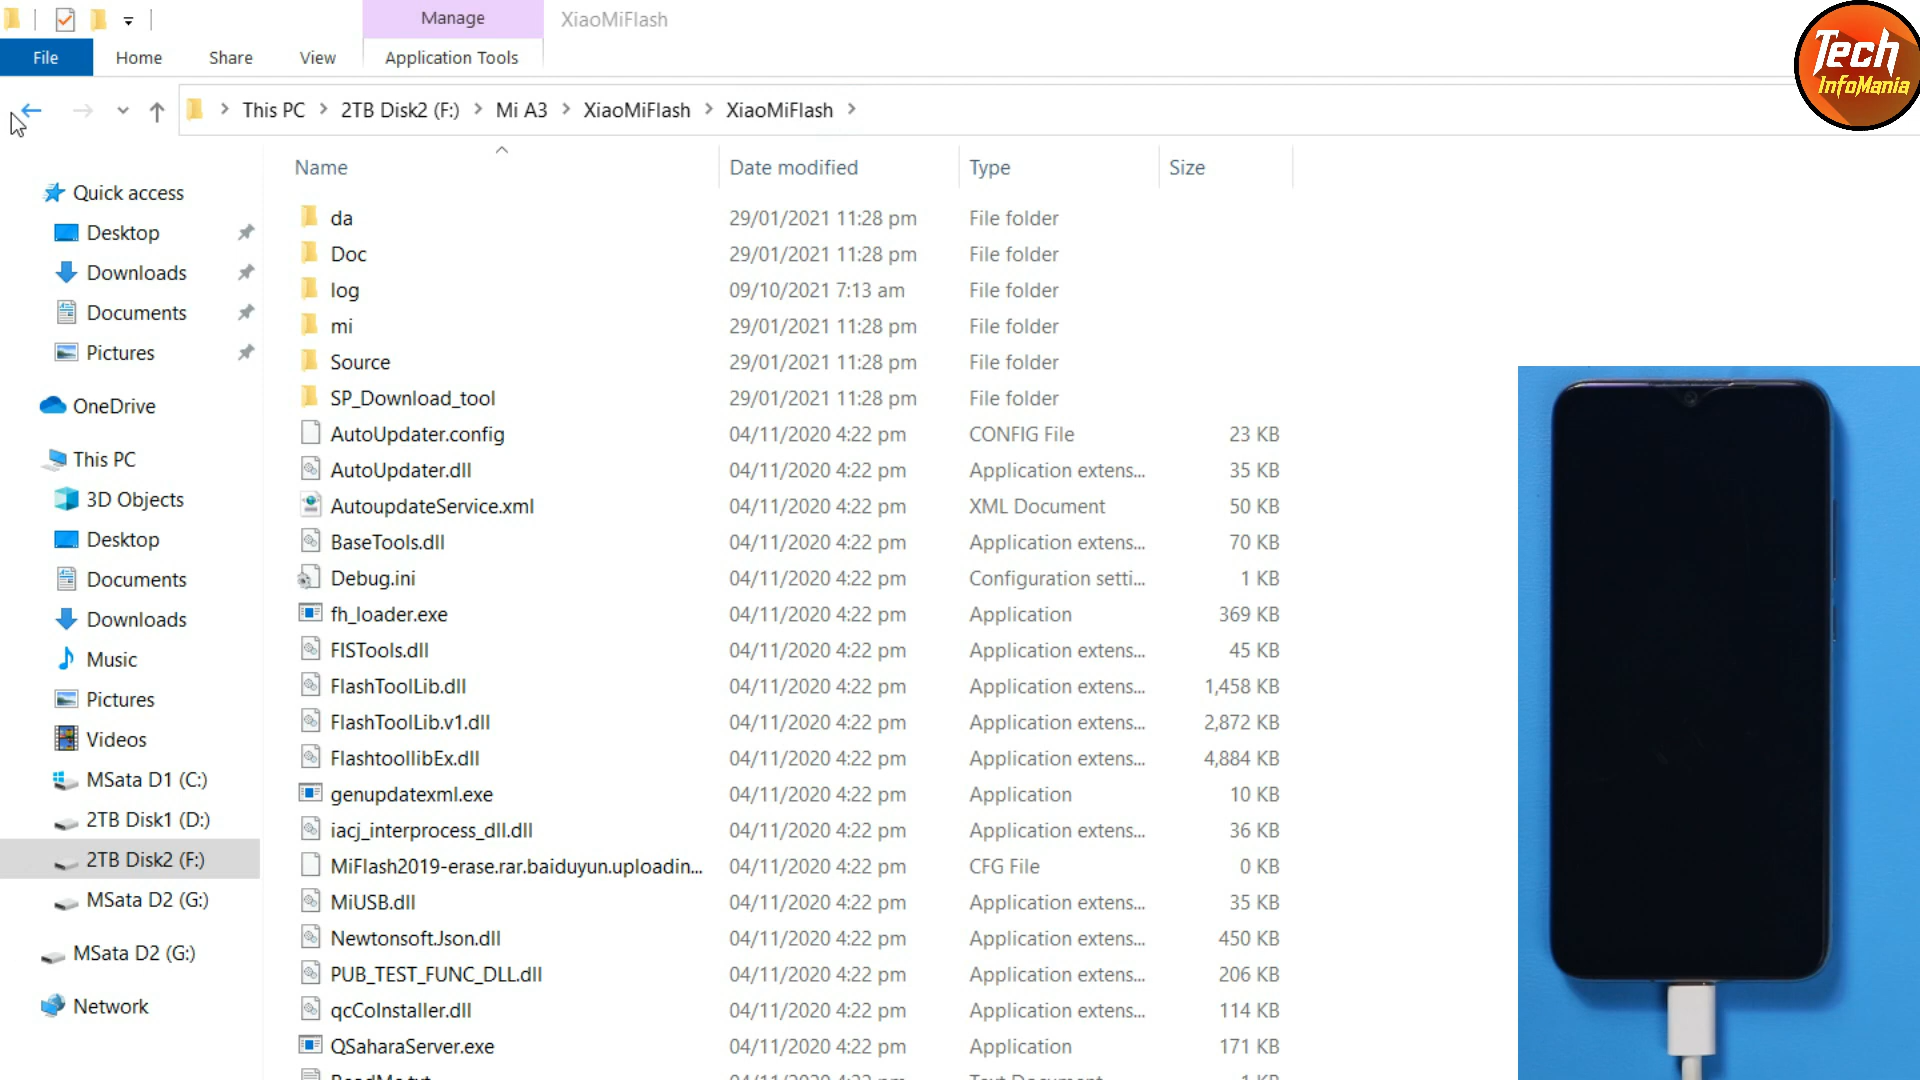 Manage
XiaoMiFlash
File
Home
Share
View
Application Tools
Tech
InfoMania
This PC
2TB Disk2 (F:)
Mi A3
XiaoMiFlash
XiaoMiFlash
Name
Date modified
Type
Size
Quick access
Desktop
Downloads
Documents
Pictures
OneDrive
This PC
3D Objects
Desktop
Documents
Downloads
Music
Pictures
Videos
MSata D1 (C:)
2TB Disk1 (D:)
2TB Disk2 (F:)
MSata D2 (G:)
MSata D2 (G:)
Network
da 29/01/2021 11:28 pm File folder
Doc 29/01/2021 11:28 pm File folder
log 09/10/2021 7:13 am File folder
mi 29/01/2021 11:28 pm File folder
Source 29/01/2021 11:28 pm File folder
SP_Download_tool 29/01/2021 11:28 pm File folder
AutoUpdater.config 04/11/2020 4:22 pm CONFIG File 23 KB
AutoUpdater.dll 04/11/2020 4:22 pm Application extens... 35 KB
AutoupdateService.xml 04/11/2020 4:22 pm XML Document 50 KB
BaseTools.dll 04/11/2020 4:22 pm Application extens... 70 KB
Debug.ini 04/11/2020 4:22 pm Configuration setti... 1 KB
fh_loader.exe 04/11/2020 4:22 pm Application 369 KB
FISTools.dll 04/11/2020 4:22 pm Application extens... 45 KB
FlashToolLib.dll 04/11/2020 4:22 pm Application extens... 1,458 KB
FlashToolLib.v1.dll 04/11/2020 4:22 pm Application extens... 2,872 KB
FlashtoollibEx.dll 04/11/2020 4:22 pm Application extens... 4,884 KB
genupdatexml.exe 04/11/2020 4:22 pm Application 10 KB
iacj_interprocess_dll.dll 04/11/2020 4:22 pm Application extens... 36 KB
MiFlash2019-erase.rar.baiduyun.uploadin... 04/11/2020 4:22 pm CFG File 0 KB
MiUSB.dll 04/11/2020 4:22 pm Application extens... 35 KB
Newtonsoft.Json.dll 04/11/2020 4:22 pm Application extens... 450 KB
PUB_TEST_FUNC_DLL.dll 04/11/2020 4:22 pm Application extens... 206 KB
qcCoInstaller.dll 04/11/2020 4:22 pm Application extens... 114 KB
QSaharaServer.exe 04/11/2020 4:22 pm Application 171 KB